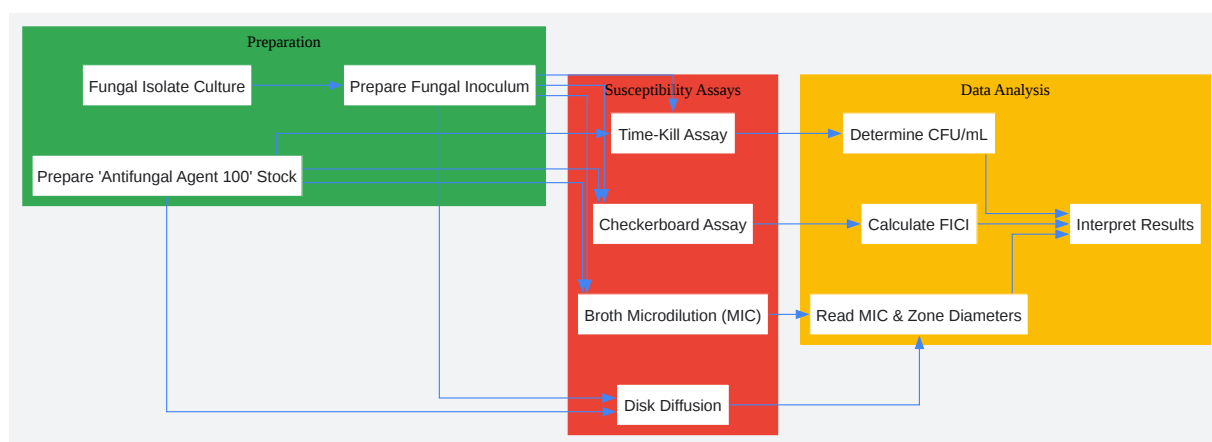 Preparation
Fungal Isolate Culture
Prepare Fungal Inoculum
Prepare 'Antifungal Agent 100' Stock
Susceptibility Assays
Time-Kill Assay
Checkerboard Assay
Broth Microdilution (MIC)
Disk Diffusion
Data Analysis
Determine CFU/mL
Calculate FICI
Interpret Results
Read MIC & Zone Diameters